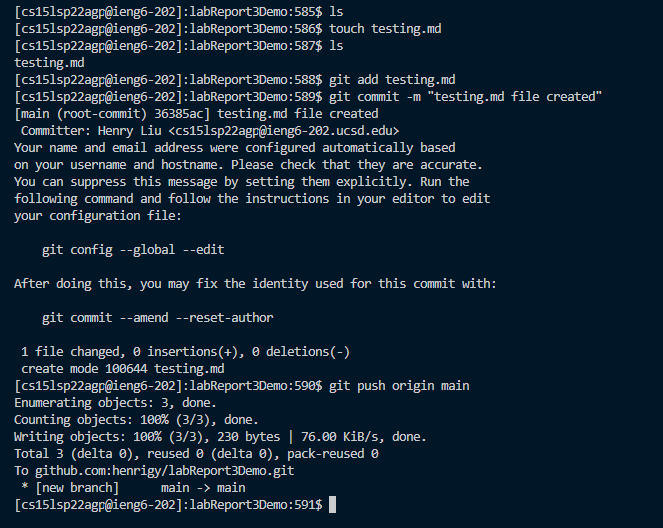 [cs15lsp22agp@ieng6-202]:labReport3Demo:585$ ls
[cs15lsp22agp@ieng6-202]:labReport3Demo:586$ touch testing.md
[cs15lsp22agp@ieng6-202]:labReport3Demo:587$ ls
testing.md
[cs15lsp22agp@ieng6-202]:labReport3Demo:588$ git add testing.md
[cs15lsp22agp@ieng6-202]:labReport3Demo:589$ git commit -m "testing.md file created"
[main (root-commit) 36385ac] testing.md file created
 Committer: Henry Liu <cs15lsp22agp@ieng6-202.ucsd.edu>
Your name and email address were configured automatically based
on your username and hostname. Please check that they are accurate.
You can suppress this message by setting them explicitly. Run the
following command and follow the instructions in your editor to edit
your configuration file:

    git config --global --edit

After doing this, you may fix the identity used for this commit with:

    git commit --amend --reset-author

 1 file changed, 0 insertions(+), 0 deletions(-)
 create mode 100644 testing.md
[cs15lsp22agp@ieng6-202]:labReport3Demo:590$ git push origin main
Enumerating objects: 3, done.
Counting objects: 100% (3/3), done.
Writing objects: 100% (3/3), 230 bytes | 76.00 KiB/s, done.
Total 3 (delta 0), reused 0 (delta 0), pack-reused 0
To github.com:henrigy/labReport3Demo.git
 * [new branch]      main -> main
[cs15lsp22agp@ieng6-202]:labReport3Demo:591$